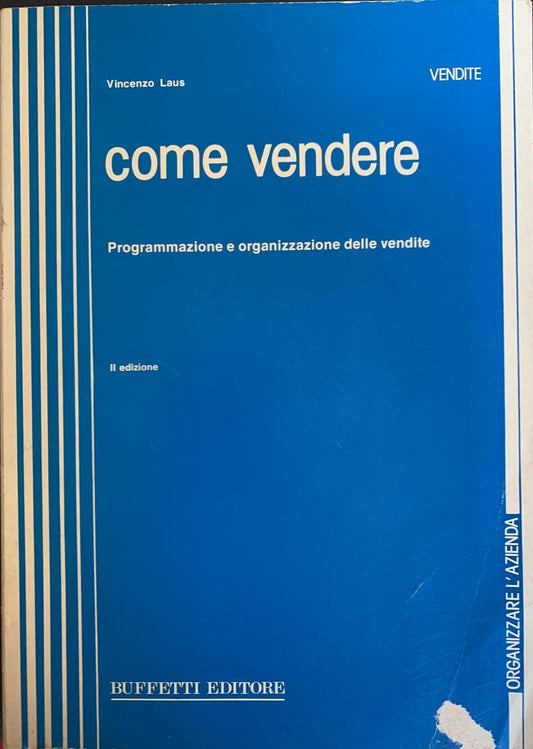 Vincenzo Laus
VENDITE
come vendere
Programmazione e organizzazione delle vendite
II edizione
ORGANIZZARE L'AZIENDA
BUFFETTI EDITORE